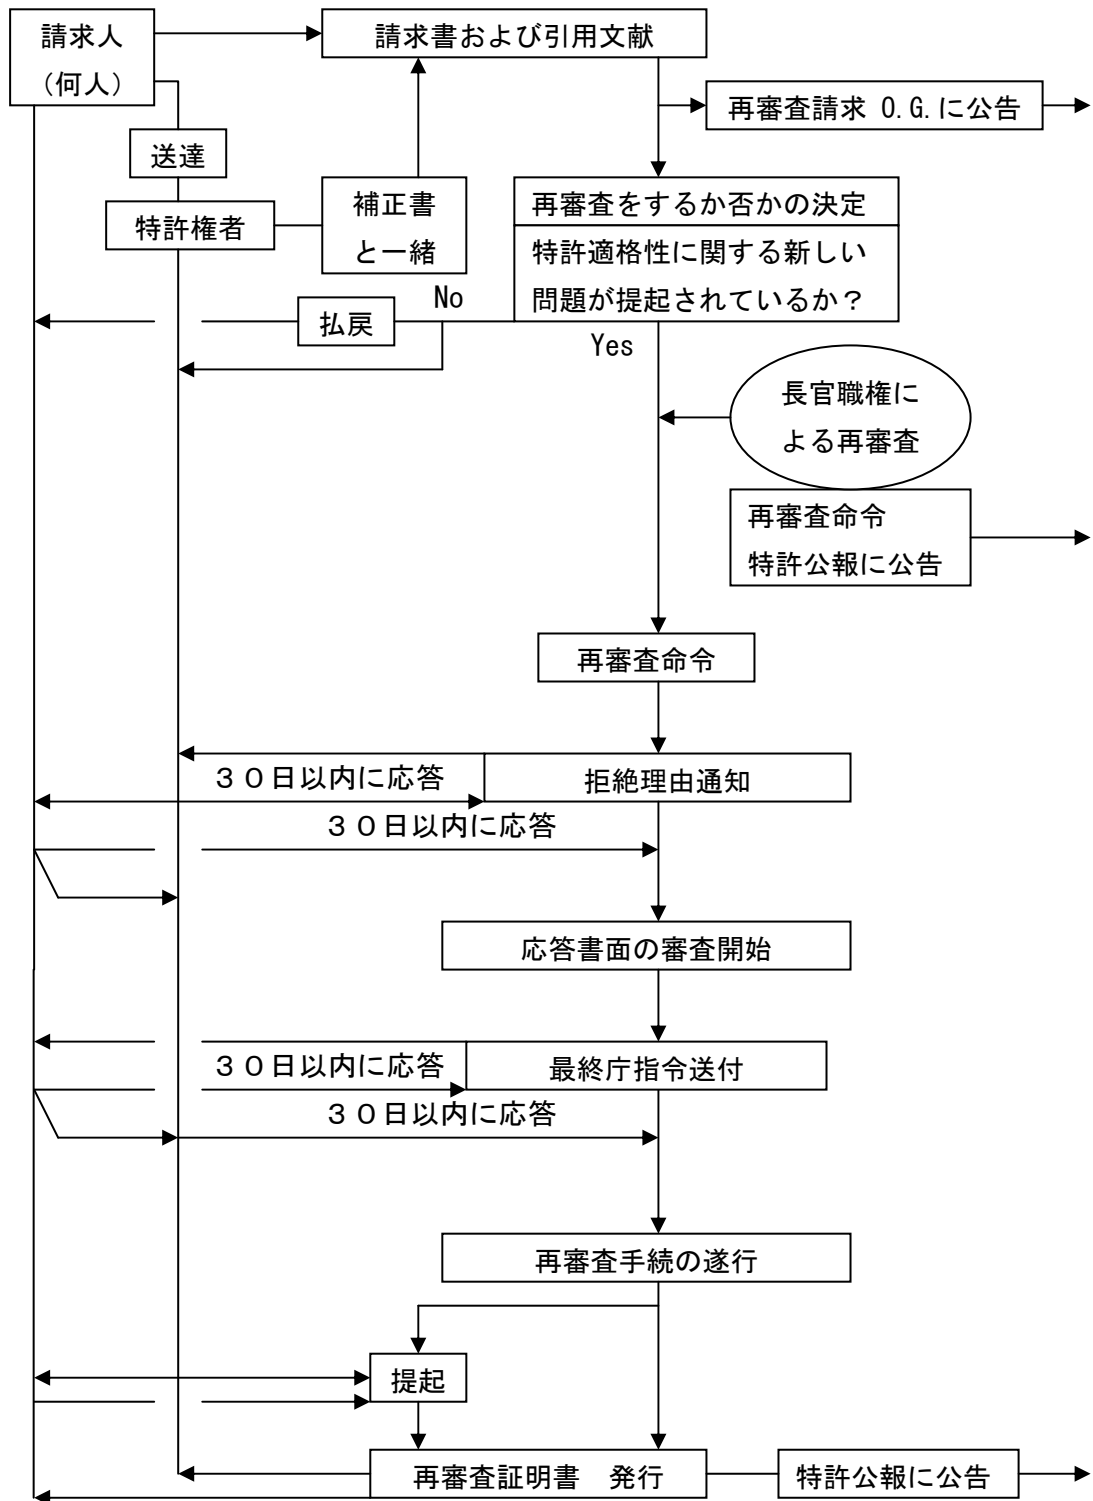 請求人
(何人)
請求書および引用文献
再審査請求 O.G.に公告
送達
特許権者
補正書
と一緒
再審査をするか否かの決定
特許適格性に関する新しい
問題が提起されているか？
No
払戻
Yes
長官職権に
よる再審査
再審査命令
特許公報に公告
再審査命令
拒絶理由通知
３０日以内に応答
３０日以内に応答
応答書面の審査開始
最終庁指令送付
３０日以内に応答
３０日以内に応答
再審査手続の遂行
提起
再審査証明書　発行
特許公報に公告